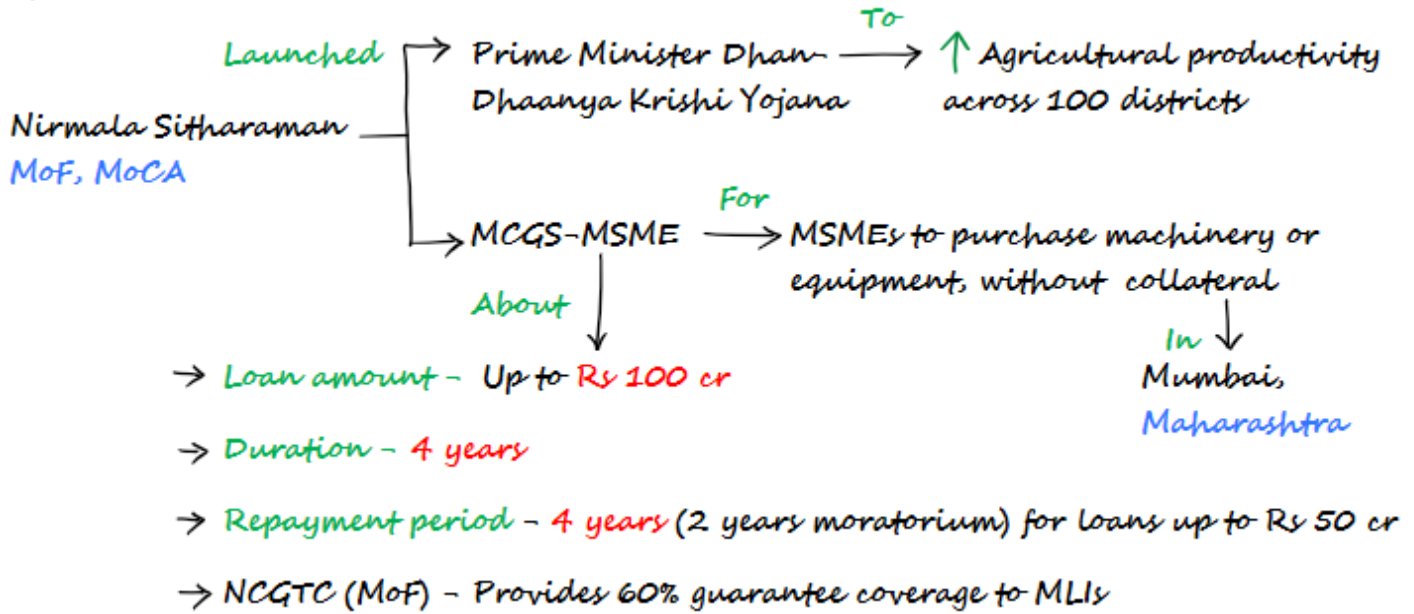 To
Launched
Prime Minister Dhan-
Dhaanya Krishi Yojana
↑ Agricultural productivity
across 100 districts
Nirmala Sitharaman
MoF, MoCA
For
MCGS-MSME
MSMEs to purchase machinery or
equipment, without collateral
About
In
Mumbai,
Maharashtra
→ Loan amount - Up to Rs 100 cr
→ Duration - 4 years
→ Repayment period - 4 years (2 years moratorium) for loans up to Rs 50 cr
→ NCGTC (MoF) - Provides 60% guarantee coverage to MLIs